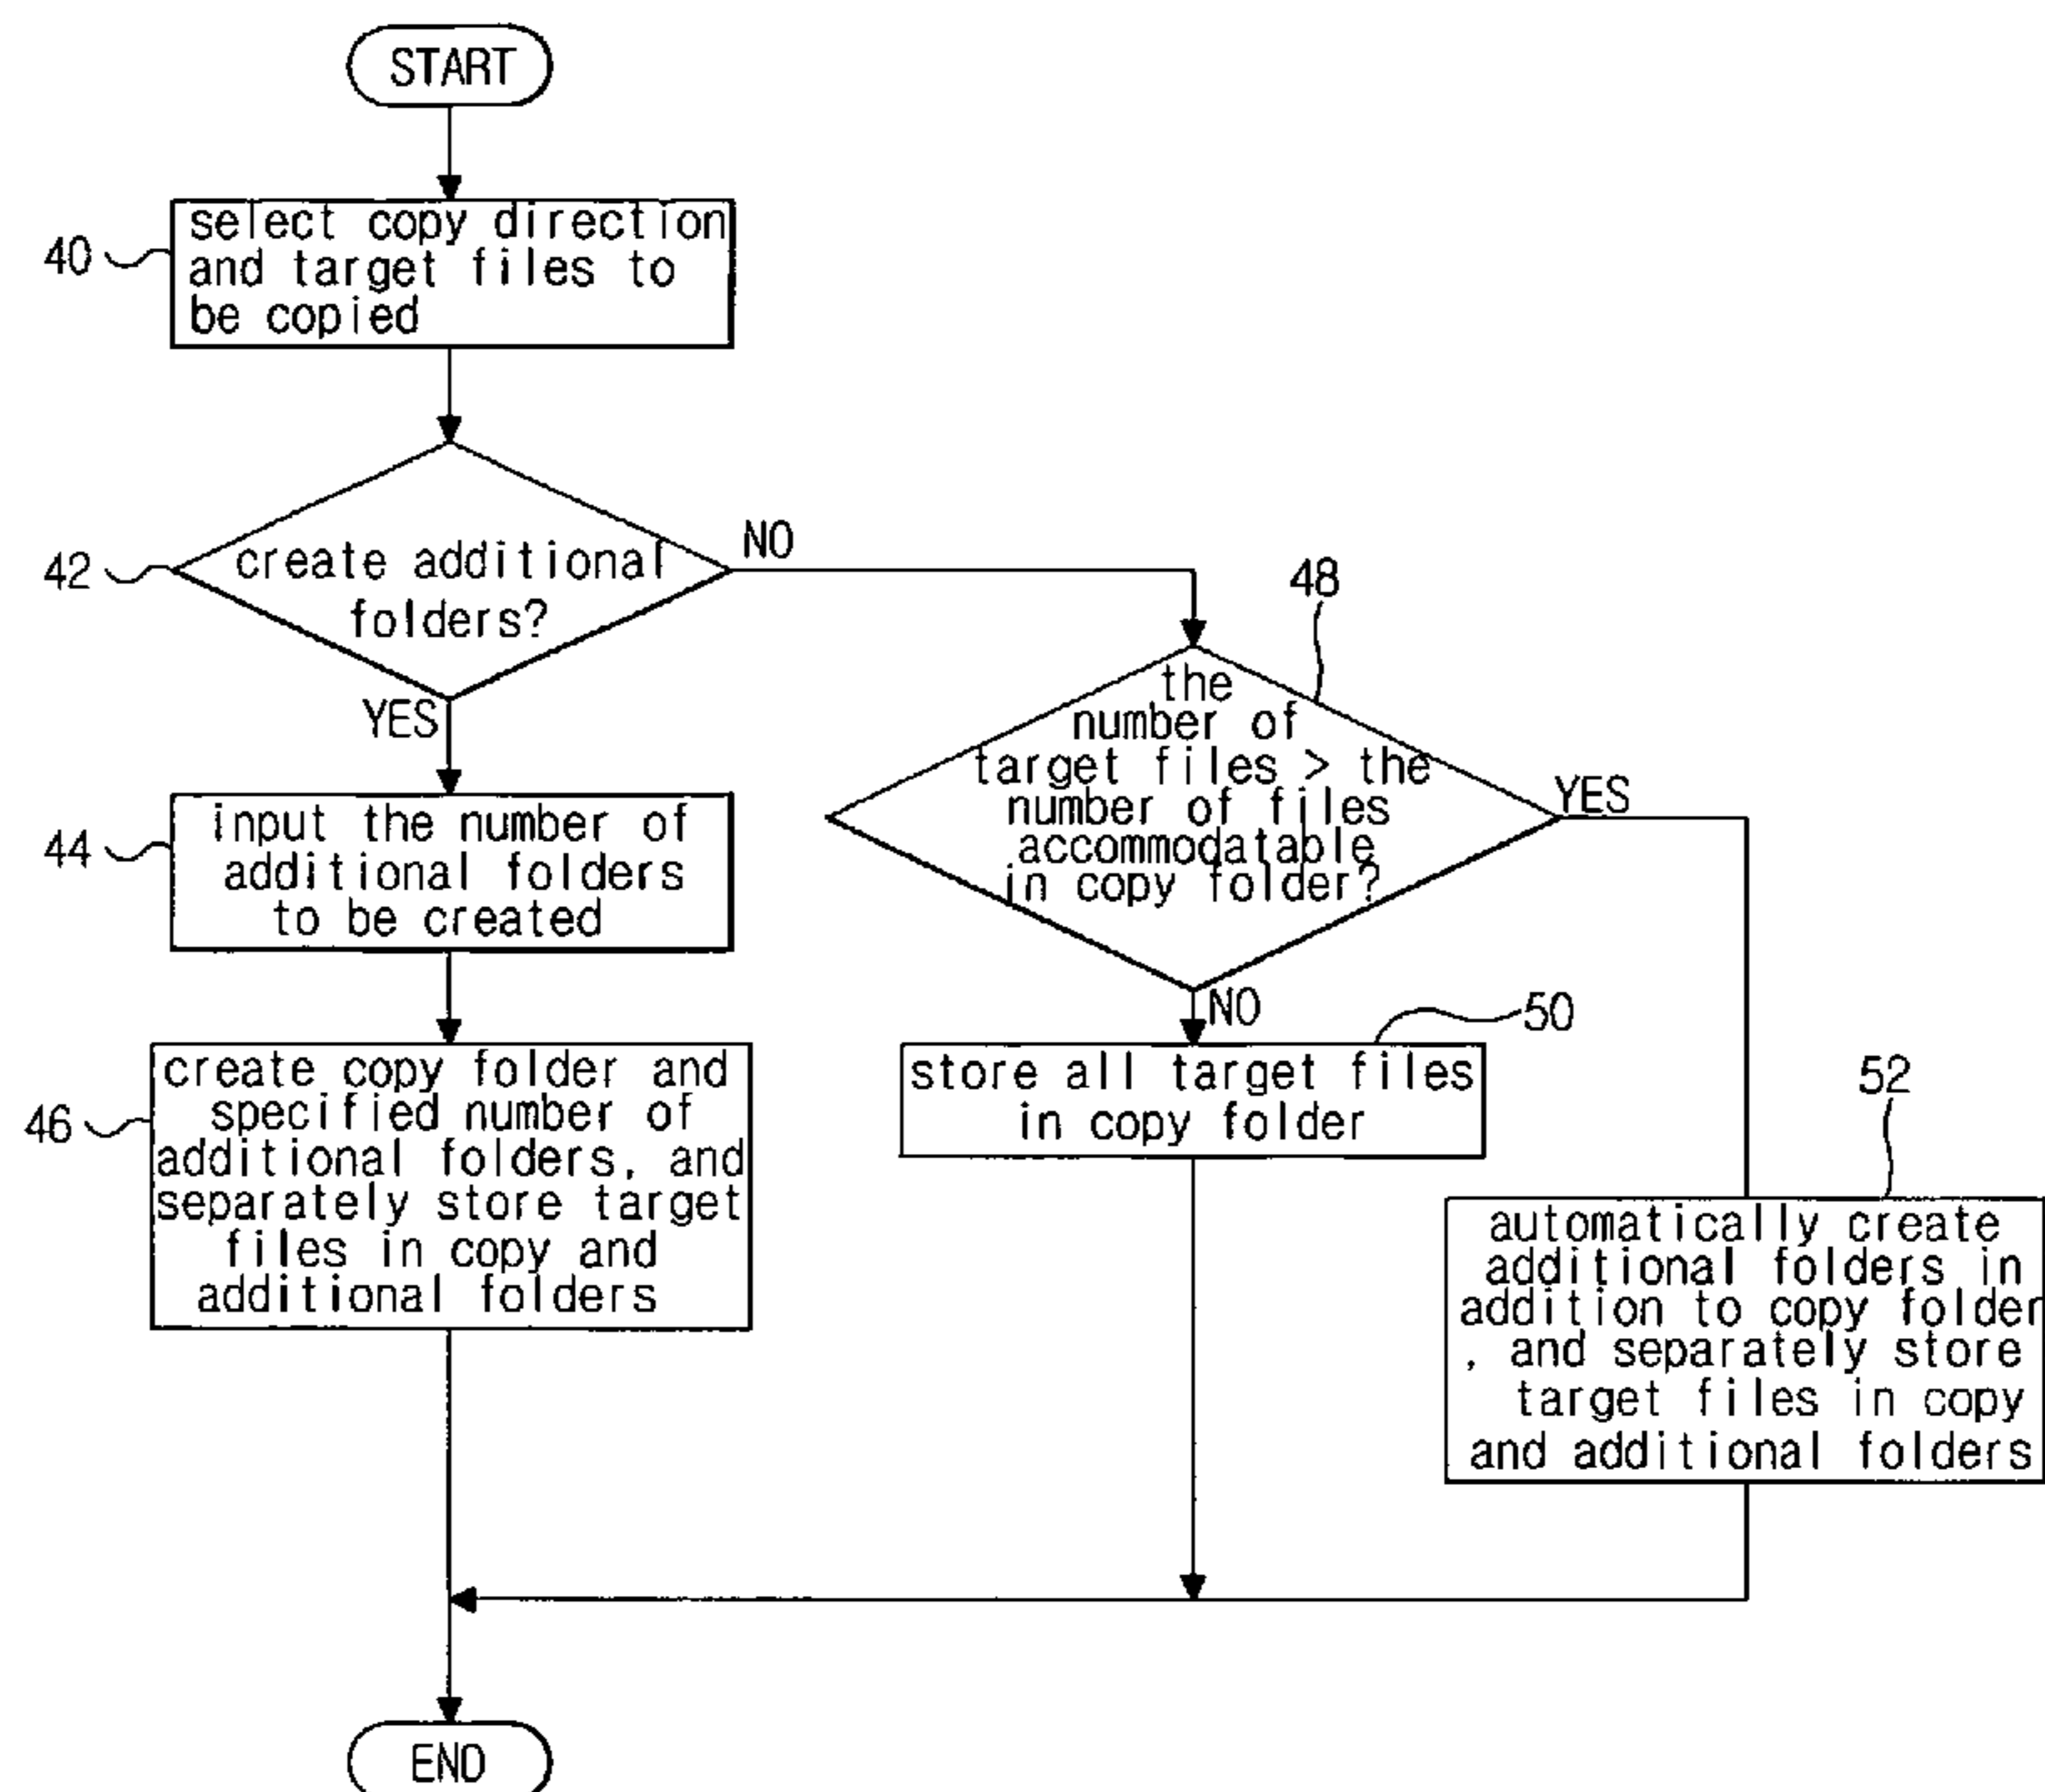 START
40
select copy direction
and target files to
be copied
42
create additional
folders?
NO
YES
48
the
number of
target files > the
number of files
accommodatable
in copy folder?
YES
NO
44
input the number of
additional folders
to be created
46
create copy folder and
specified number of
additional folders, and
separately store target
files in copy and
additional folders
50
store all target files
in copy folder
52
automatically create
additional folders in
addition to copy folder
, and separately store
target files in copy
and additional folders
END